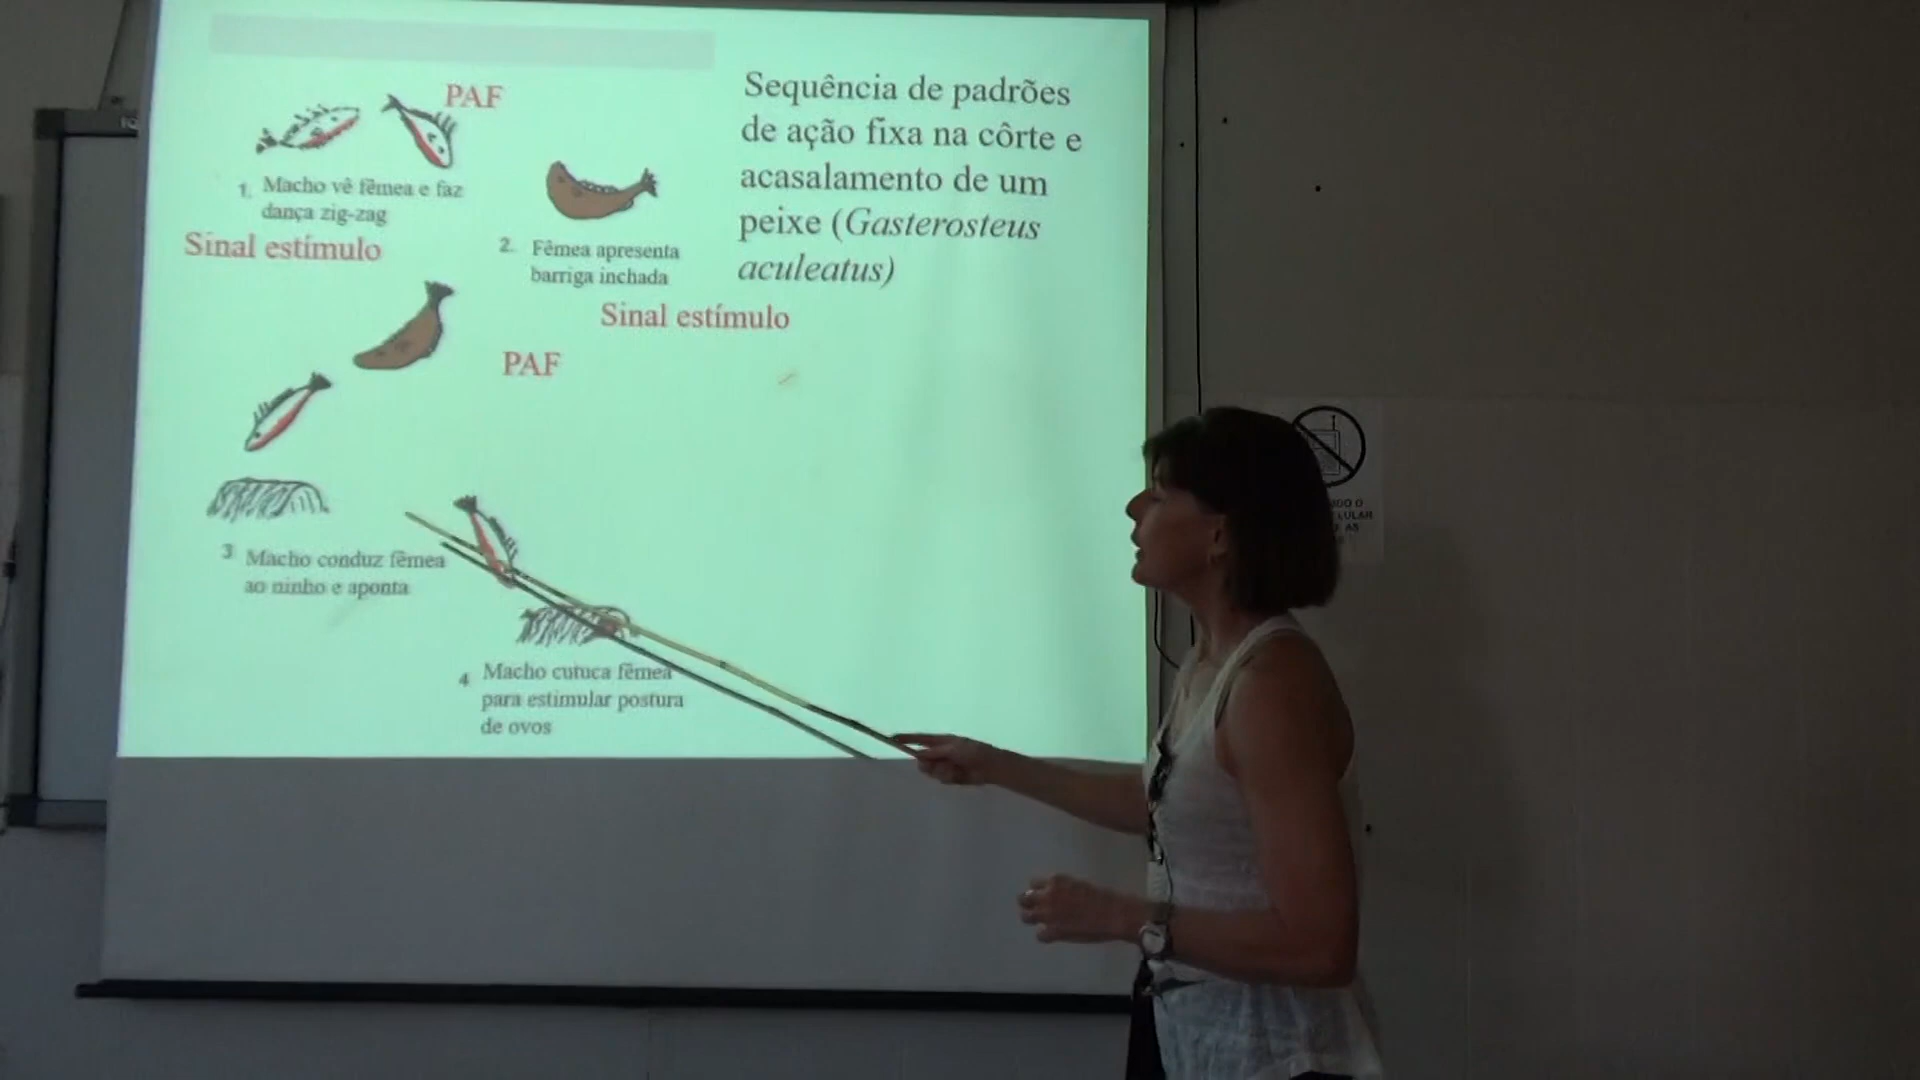 PAF
1. Macho vê fêmea e faz
dança zig-zag
Sinal estímulo
2. Fêmea apresenta
barriga inchada
Sinal estímulo
PAF
3 Macho conduz fêmea
ao ninho e aponta
4 Macho cutuca fêmea
para estimular postura
de ovos
Sequência de padrões
de ação fixa na côrte e
acasalamento de um
peixe (Gasterosteus
aculeatus)